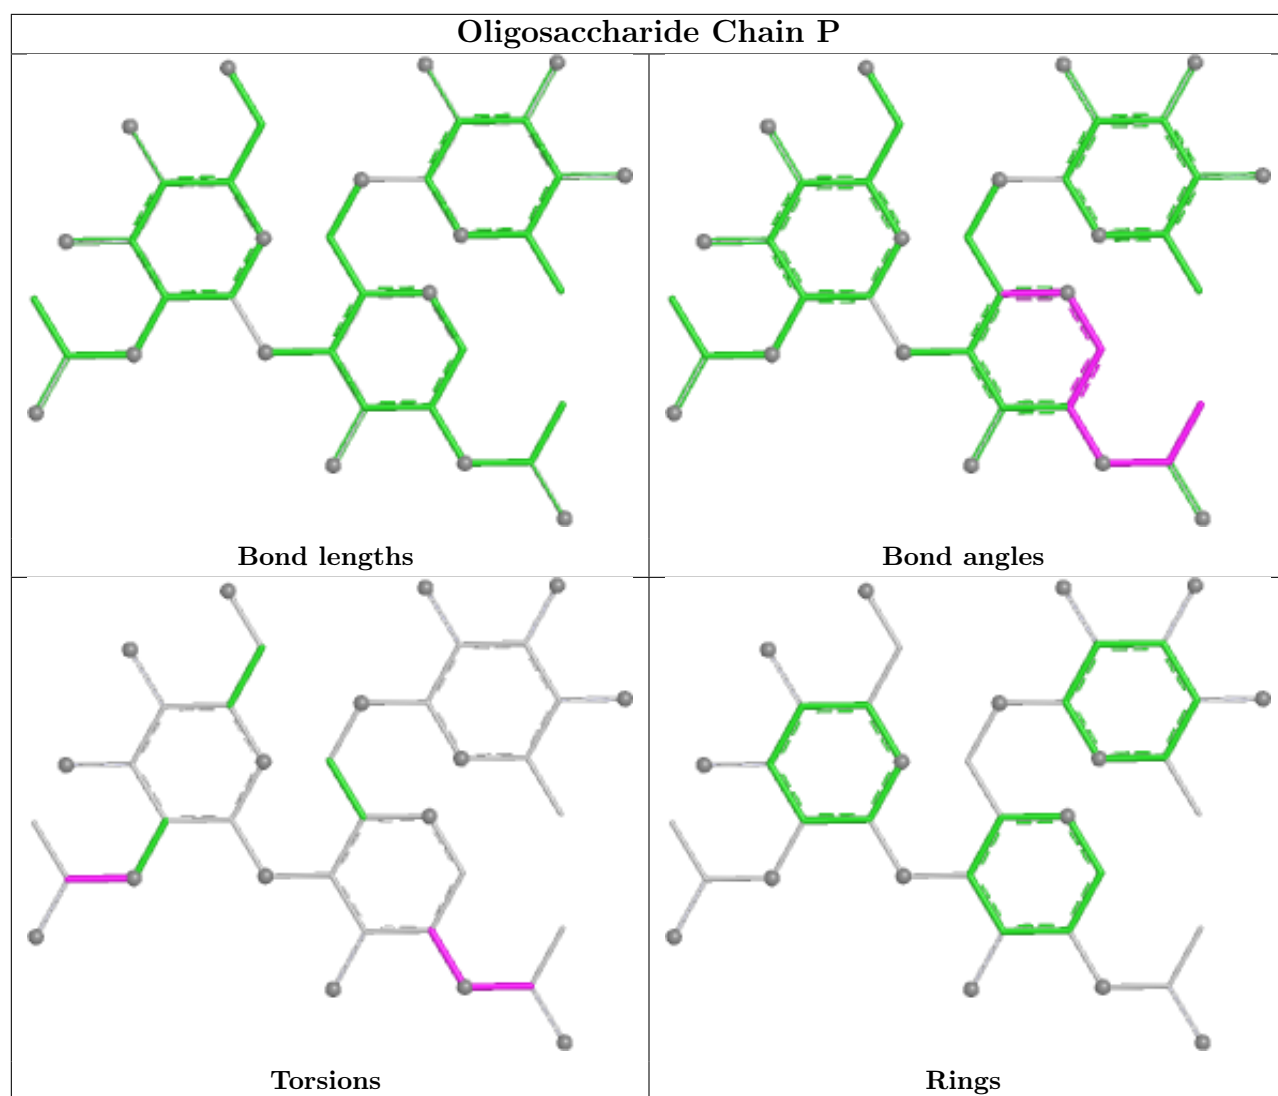 Oligosaccharide Chain P
Bond lengths
Bond angles
Torsions
Rings